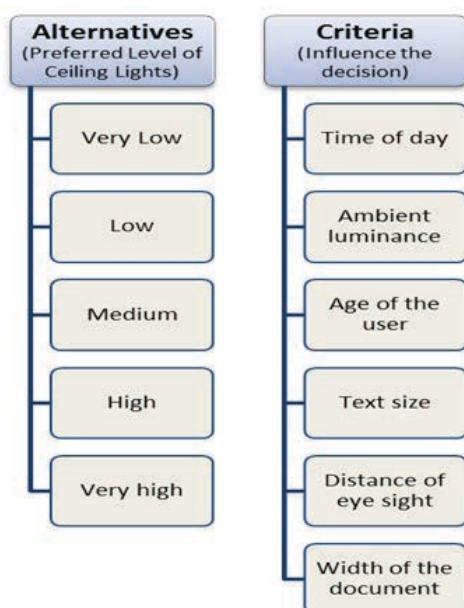 Alternatives
(Preferred Level of
Ceiling Lights)
Very Low
Low
Medium
High
Very high
Criteria
(Influence the
decision)
Time of day
Ambient
luminance
Age of the
user
Text size
Distance of
eye sight
Width of the
document